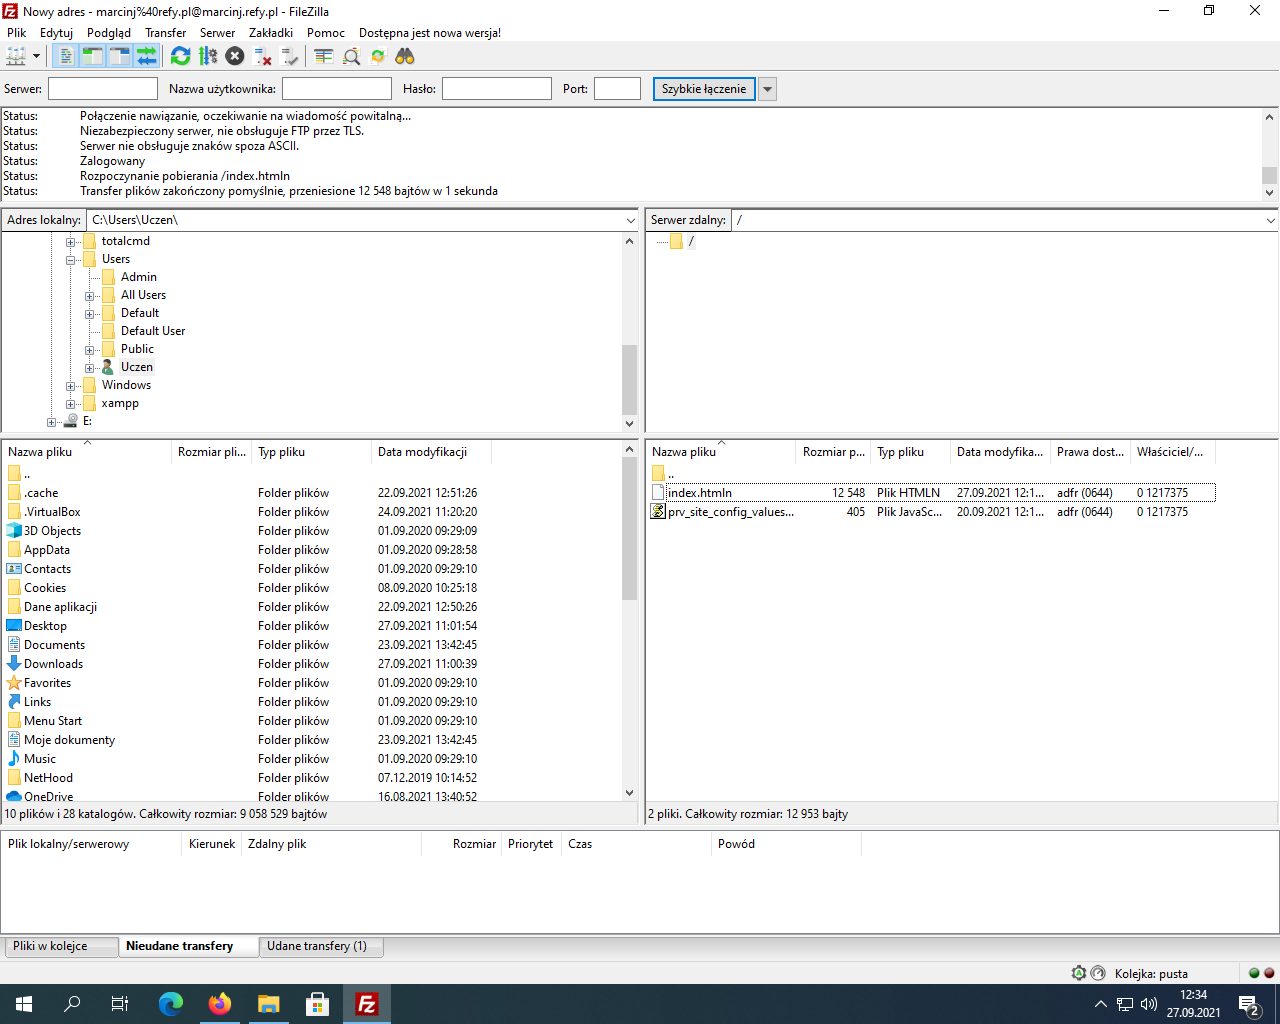 Nowy adres - marcinj%40refy.pl@marcinj.refy.pl - FileZilla
Plik Edytuj Podgląd Transfer Serwer Zakładki Pomoc Dostępna jest nowa wersja!
Serwer: Nazwa użytkownika: Hasło: Port: Szybkie łączenie
Status: Połączenie nawiązanie, oczekiwanie na wiadomość powitalną...
Status: Niezabezpieczony serwer, nie obsługuje FTP przez TLS.
Status: Serwer nie obsługuje znaków spoza ASCII.
Status: Zalogowany
Status: Rozpoczynanie pobierania /index.htmln
Status: Transfer plików zakończony pomyślnie, przeniesione 12 548 bajtów w 1 sekunda
Adres lokalny: C:\Users\Uczen\
totalcmd
Users
Admin
All Users
Default
Default User
Public
Uczen
Windows
xampp
E:
Serwer zdalny: /
/
Nazwa pliku Rozmiar pli... Typ pliku Data modyfikacji
..
.cache Folder plików 22.09.2021 12:51:26
.VirtualBox Folder plików 24.09.2021 11:20:20
3D Objects Folder plików 01.09.2020 09:29:09
AppData Folder plików 01.09.2020 09:28:58
Contacts Folder plików 01.09.2020 09:29:10
Cookies Folder plików 08.09.2020 10:25:18
Dane aplikacji Folder plików 22.09.2021 12:50:26
Desktop Folder plików 27.09.2021 11:01:54
Documents Folder plików 23.09.2021 13:42:45
Downloads Folder plików 27.09.2021 11:00:39
Favorites Folder plików 01.09.2020 09:29:10
Links Folder plików 01.09.2020 09:29:10
Menu Start Folder plików 01.09.2020 09:29:10
Moje dokumenty Folder plików 23.09.2021 13:42:45
Music Folder plików 01.09.2020 09:29:10
NetHood Folder plików 07.12.2019 10:14:52
OneDrive Folder plików 16.08.2021 13:40:52
10 plików i 28 katalogów. Całkowity rozmiar: 9 058 529 bajtów
Nazwa pliku Rozmiar p... Typ pliku Data modyfika... Prawa dost... Właściciel/...
..
index.htmln 12 548 Plik HTMLN 27.09.2021 12:1... adfr (0644) 0 1217375
prv_site_config_values... 405 Plik JavaSc... 20.09.2021 12:1... adfr (0644) 0 1217375
2 pliki. Całkowity rozmiar: 12 953 bajty
Plik lokalny/serwerowy Kierunek Zdalny plik Rozmiar Priorytet Czas Powód
Pliki w kolejce Nieudane transfery Udane transfery (1)
Kolejka: pusta
12:34
27.09.2021
2